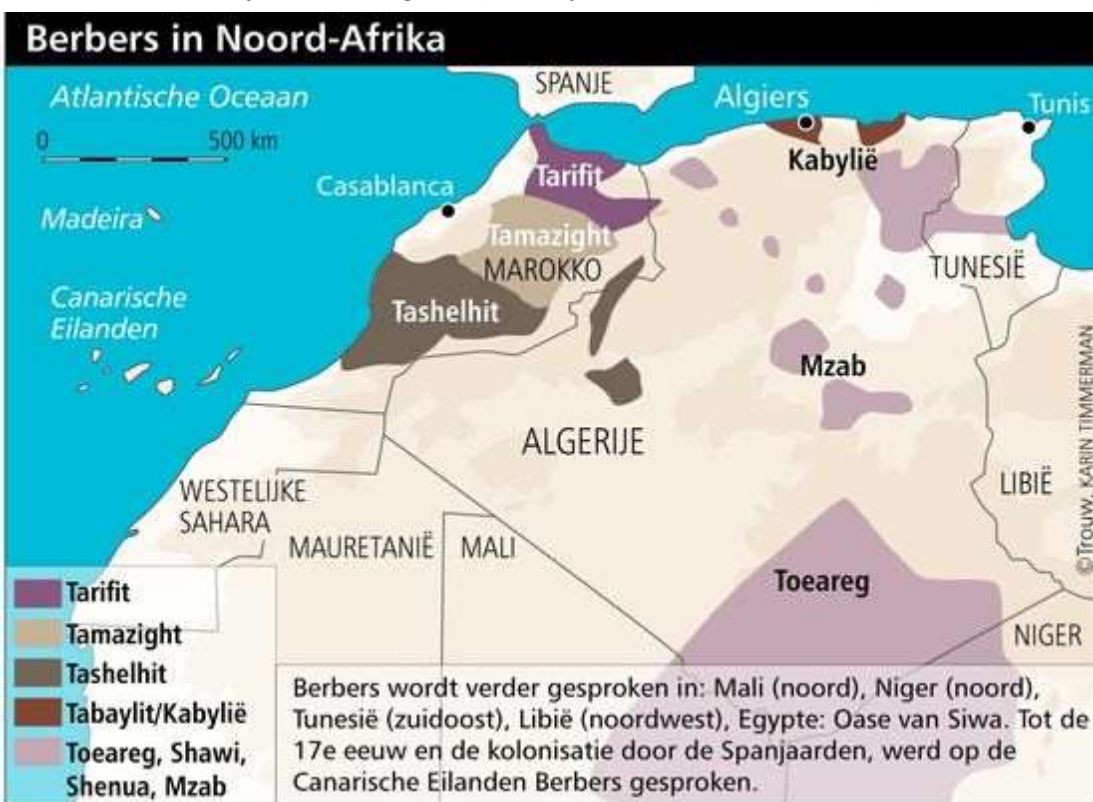 Berbers in Noord-Afrika
SPANJE
Atlantische Oceaan
Algiers
Tunis
0 500 km
Kabylië
Tarifit
Casablanca
Madeira
Tamazight
MAROKKO
TUNESIË
Canarische
Eilanden
Tashelhit
Mzab
ALGERIJE
LIBIË
WESTELIJKE
SAHARA
MAURETANIË
MALI
©Trouw, KARIN TIMMERMAN
Toeareg
NIGER
Tarifit
Tamazight
Tashelhit
Tabaylit/Kabylië
Toeareg, Shawi,
Shenua, Mzab
Berbers wordt verder gesproken in: Mali (noord), Niger (noord),
Tunesië (zuidoost), Libië (noordwest), Egypte: Oase van Siwa. Tot de
17e eeuw en de kolonisatie door de Spanjaarden, werd op de
Canarische Eilanden Berbers gesproken.